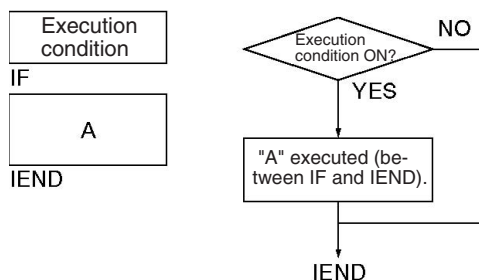 Execution
condition
IF
A
IEND
Execution
condition ON?
NO
YES
"A" executed (be-
tween IF and IEND).
IEND